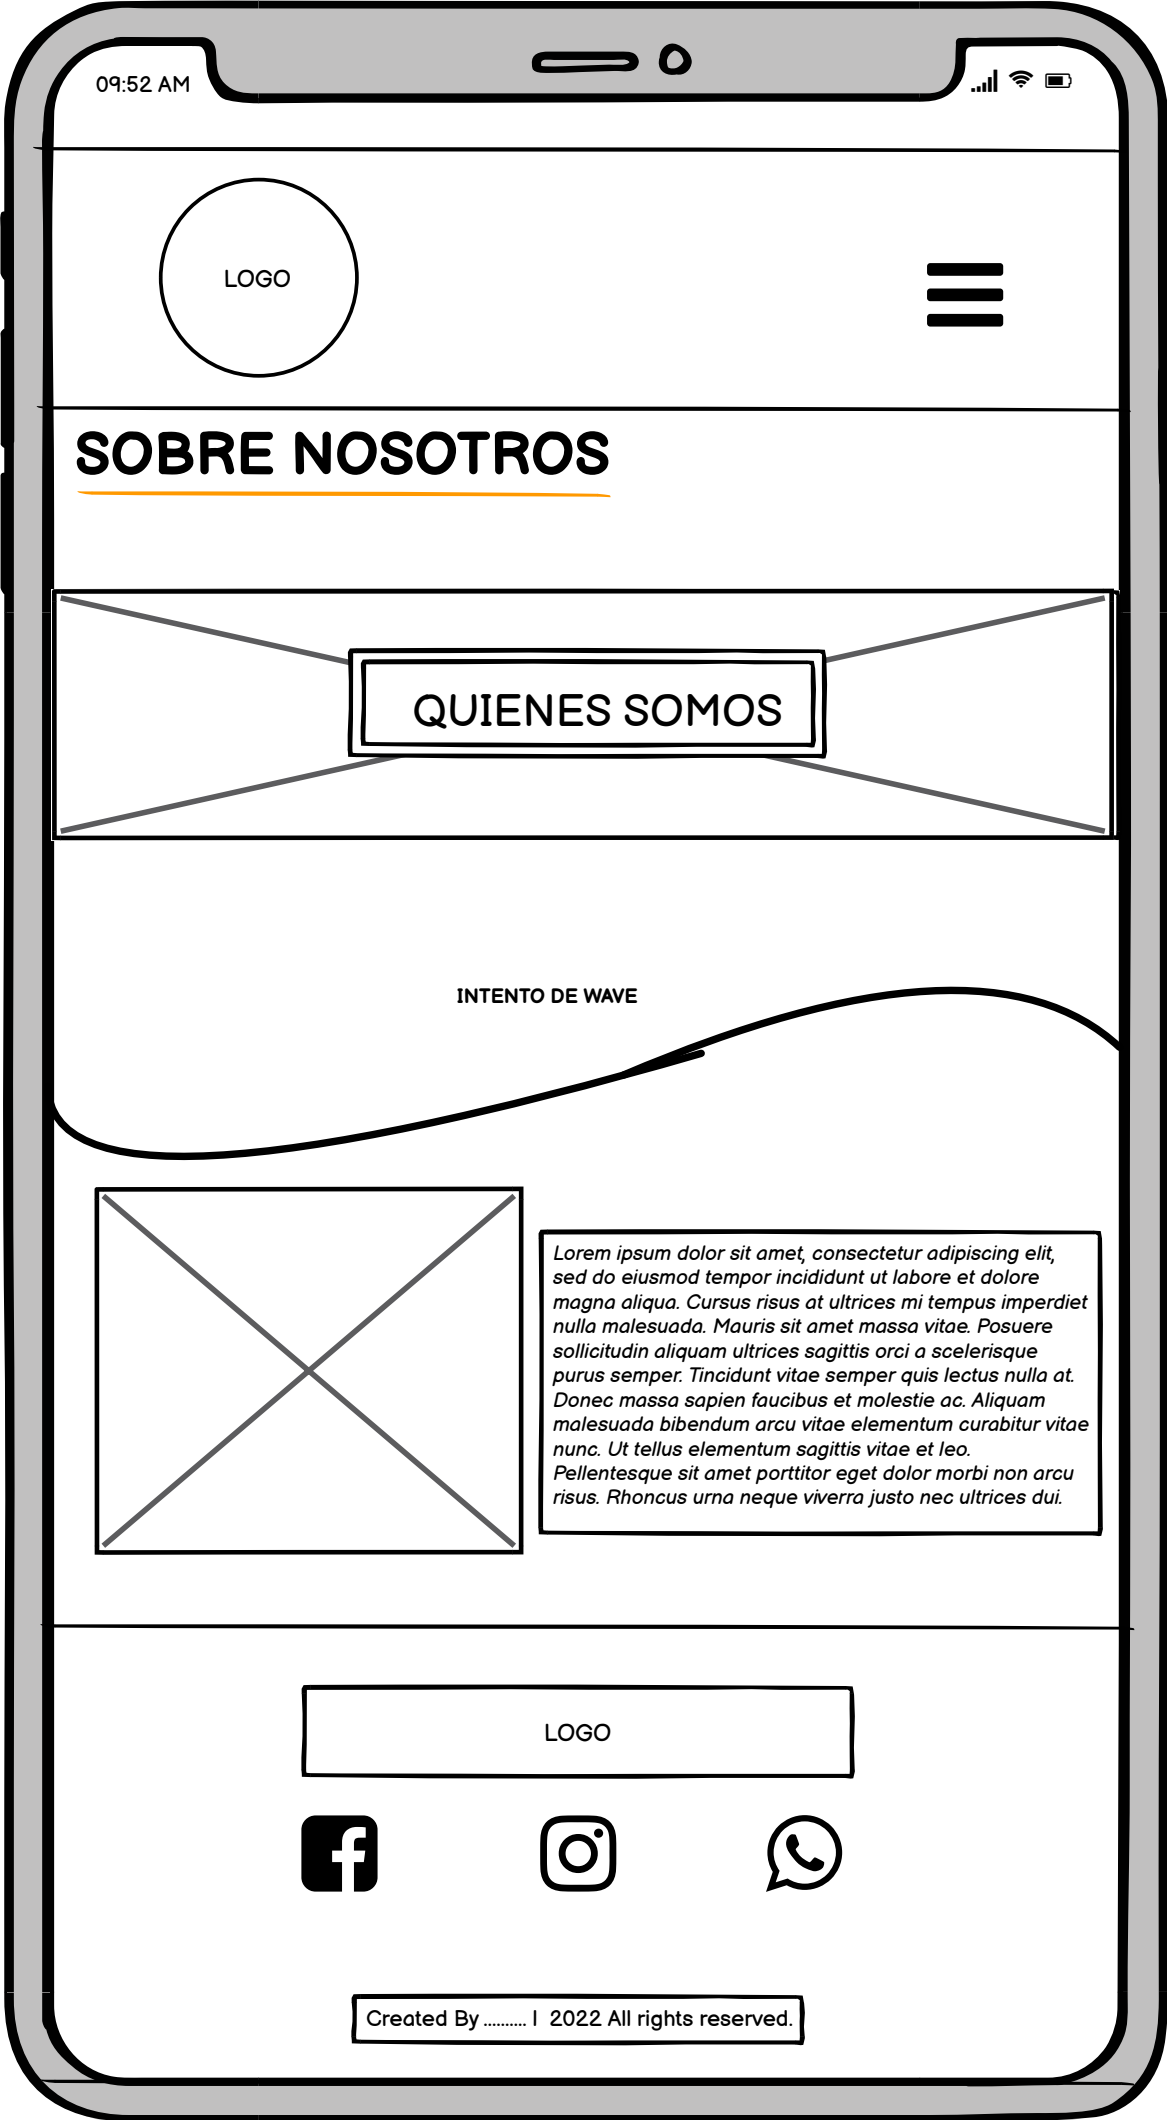 09:52 AM
LOGO
SOBRE NOSOTROS
QUIENES SOMOS
INTENTO DE WAVE
Lorem ipsum dolor sit amet, consectetur adipiscing elit,
sed do eiusmod tempor incididunt ut labore et dolore
magna aliqua. Cursus risus at ultrices mi tempus imperdiet
nulla malesuada. Mauris sit amet massa vitae. Posuere
sollicitudin aliquam ultrices sagittis orci a scelerisque
purus semper. Tincidunt vitae semper quis lectus nulla at.
Donec massa sapien faucibus et molestie ac. Aliquam
malesuada bibendum arcu vitae elementum curabitur vitae
nunc. Ut tellus elementum sagittis vitae et leo.
Pellentesque sit amet porttitor eget dolor morbi non arcu
risus. Rhoncus urna neque viverra justo nec ultrices dui.
LOGO
Created By .......... I  2022 All rights reserved.